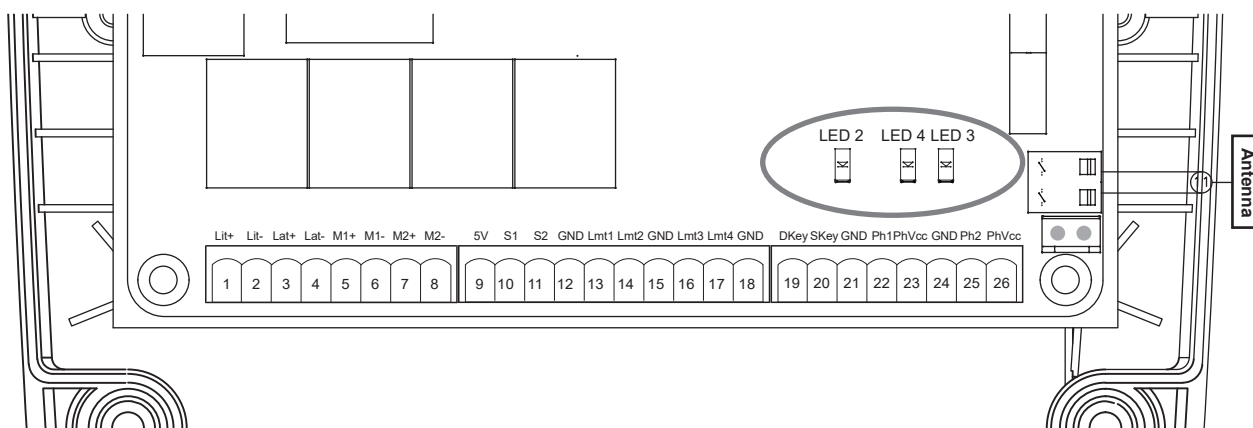 LED 2 LED 4 LED 3
Antenna
11
Lit+ Lit- Lat+ Lat- M1+ M1- M2+ M2- 5V S1 S2 GND Lmt1 Lmt2 GND Lmt3 Lmt4 GND DKey SKey GND Ph1 PhVcc GND Ph2 PhVcc
1 2 3 4 5 6 7 8 9 10 11 12 13 14 15 16 17 18 19 20 21 22 23 24 25 26